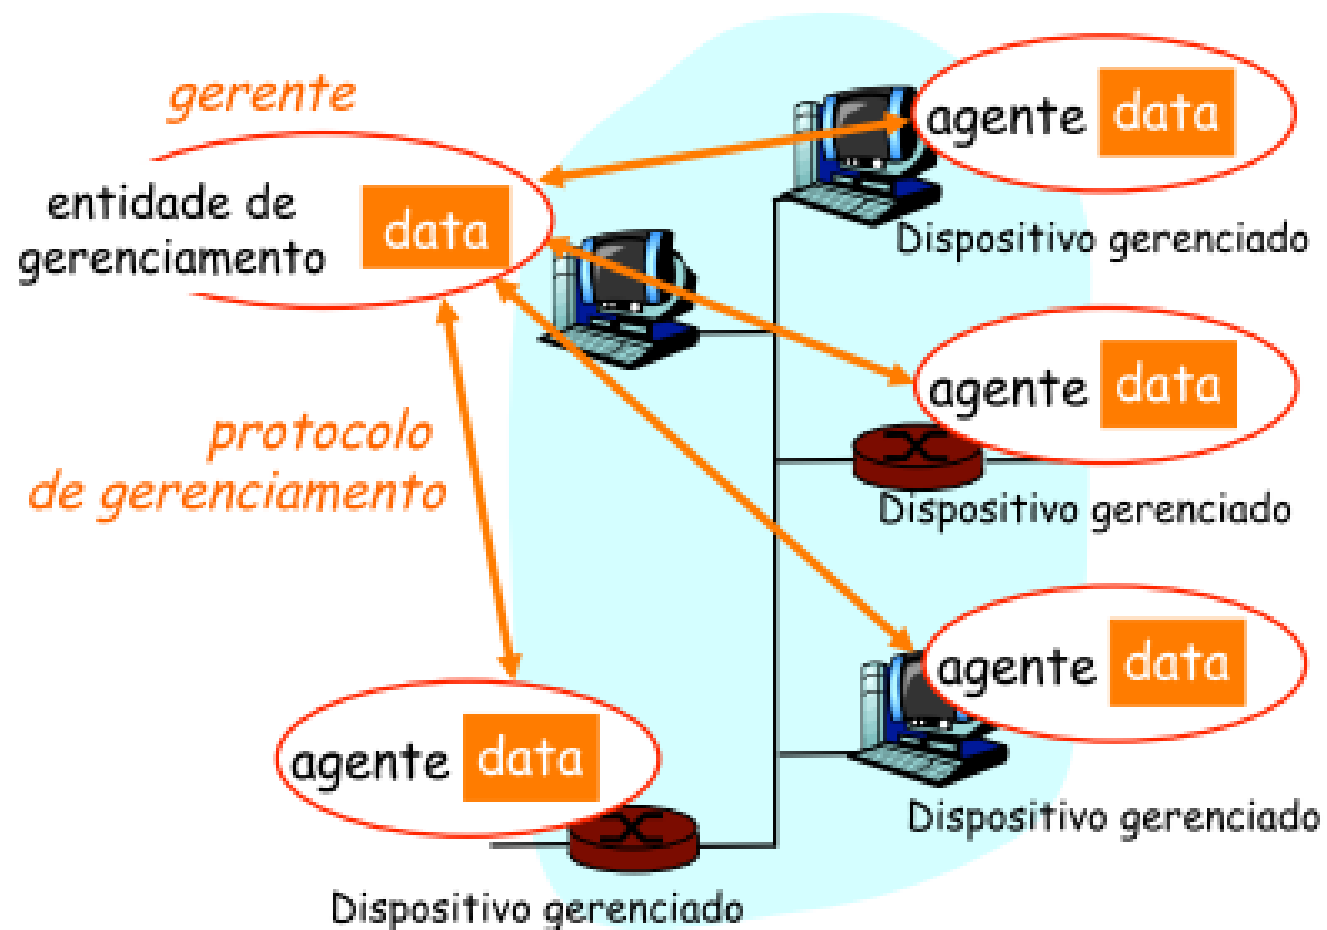 gerente
entidade de
gerenciamento
data
agente data
Dispositivo gerenciado
agente data
Dispositivo gerenciado
protocolo
de gerenciamento
agente data
Dispositivo gerenciado
agente data
Dispositivo gerenciado